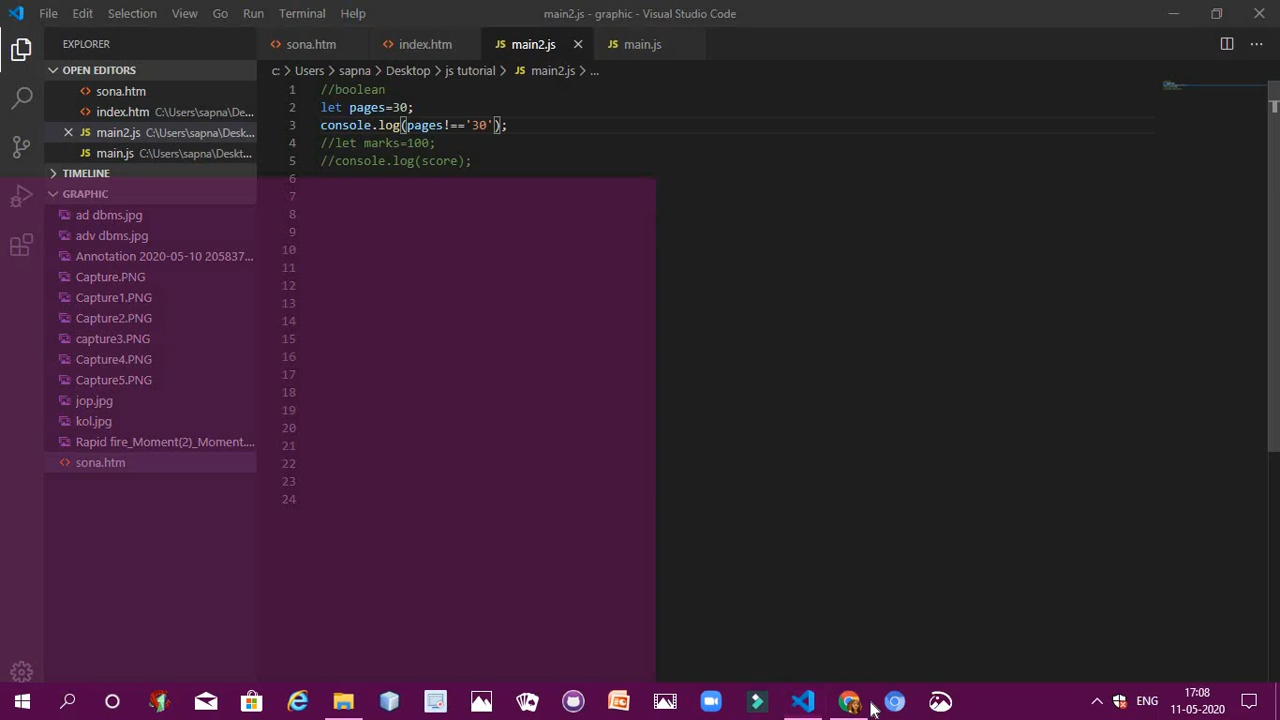 File Edit Selection View Go Run Terminal Help
main2.js - graphic - Visual Studio Code
EXPLORER
sona.htm
index.htm
JS main2.js
JS main.js
OPEN EDITORS
c: > Users > sapna > Desktop > js tutorial > JS main2.js > ...
sona.htm
index.htm C:\Users\sapna\De...
JS main2.js C:\Users\sapna\Desk...
JS main.js C:\Users\sapna\Deskt...
TIMELINE
GRAPHIC
ad dbms.jpg
adv dbms.jpg
Annotation 2020-05-10 205837...
Capture.PNG
Capture1.PNG
Capture2.PNG
capture3.PNG
Capture4.PNG
Capture5.PNG
jop.jpg
kol.jpg
Rapid fire_Moment(2)_Moment....
sona.htm
1 //boolean
2 let pages=30;
3 console.log(pages!=='30');
4 //let marks=100;
5 //console.log(score);
6
7
8
9
10
11
12
13
14
15
16
17
18
19
20
21
22
23
24
ENG
17:08
11-05-2020